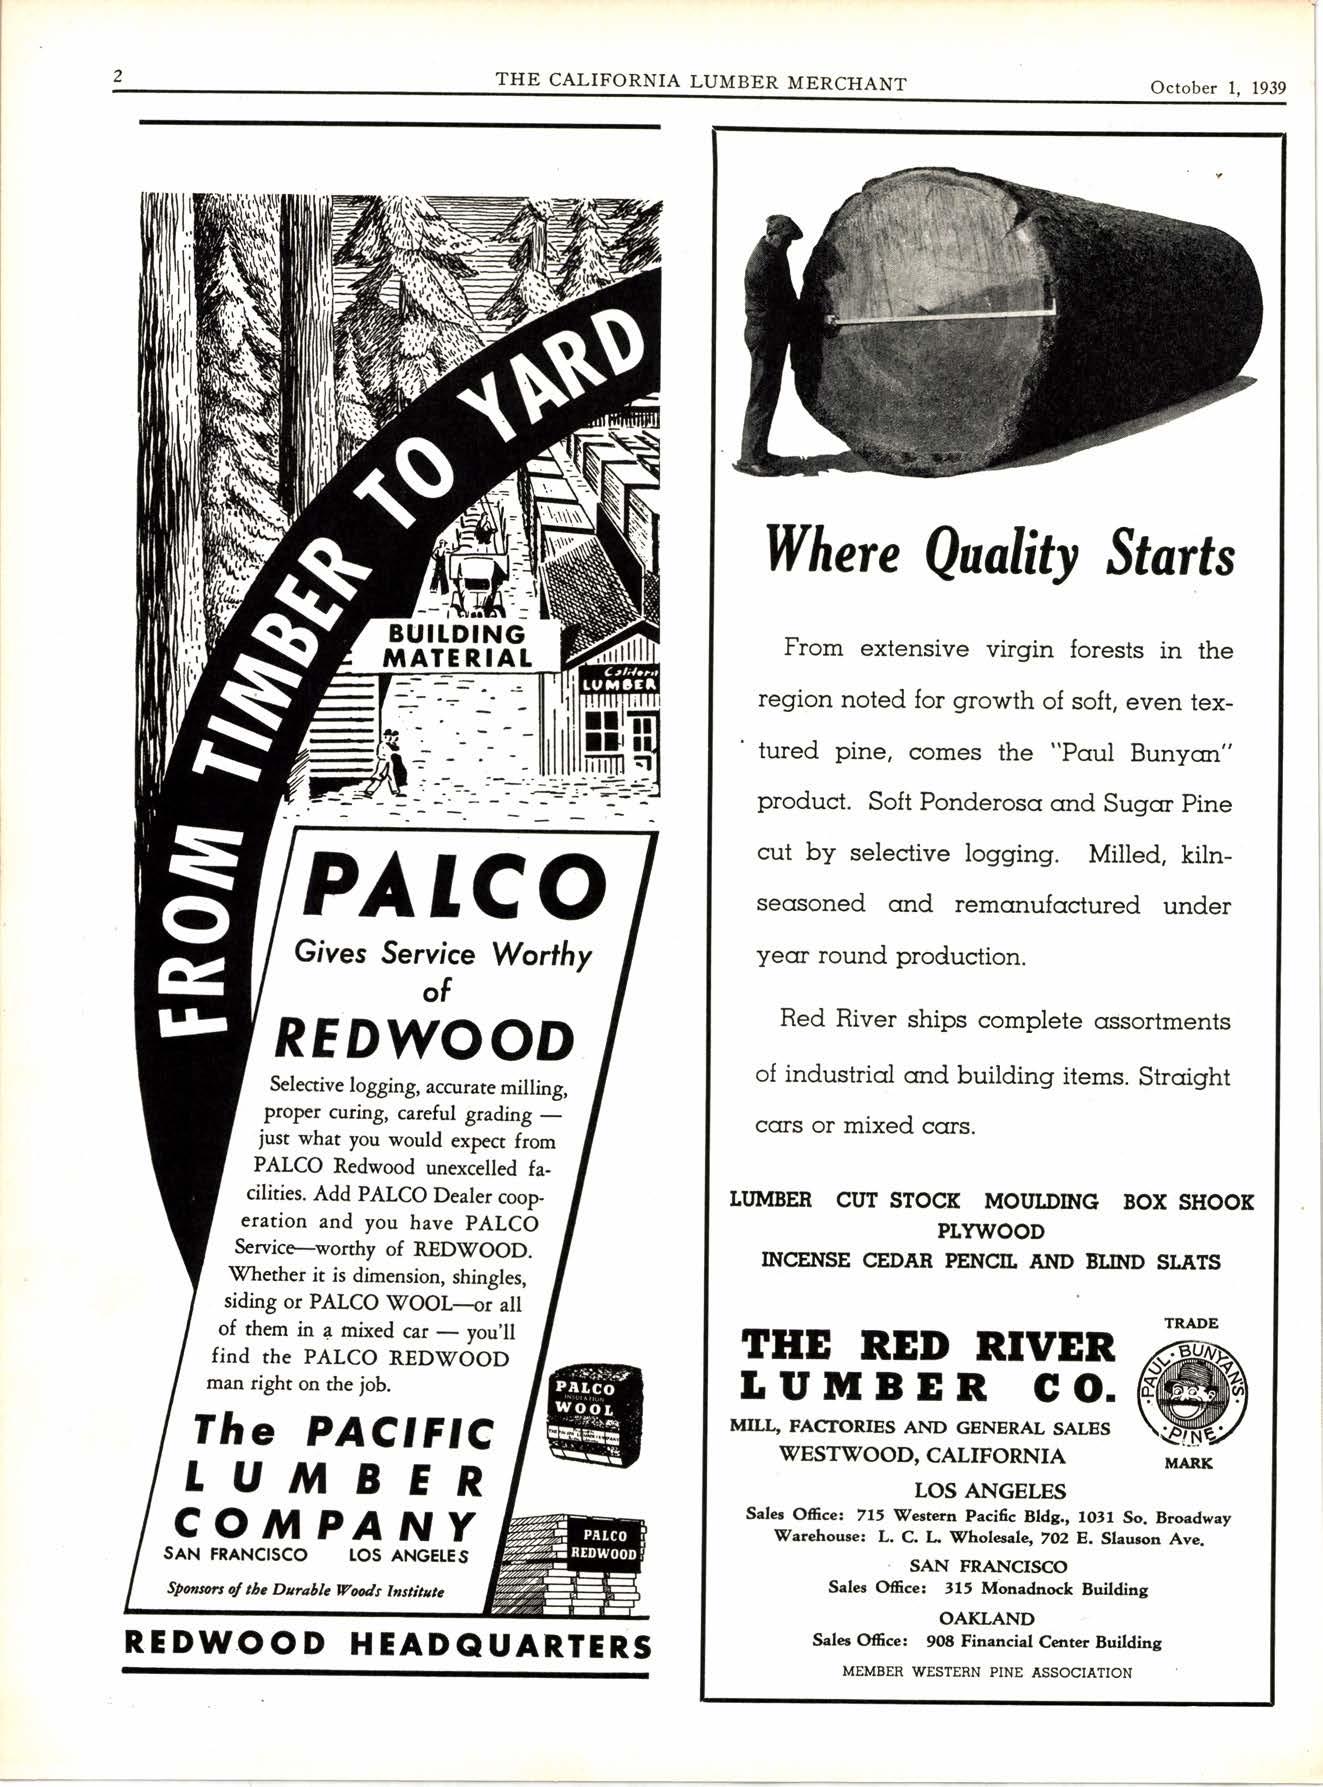 2
THE CALIFORNIA LUMBER MERCHANT
October 1, 1939
FROM TIMBER TO YARD
BUILDING
MATERIAL
LUMBER
PALCO
Gives Service Worthy
of
REDWOOD
Selective logging, accurate milling,
proper curing, careful grading —
just what you would expect from
PALCO Redwood unexcelled fa-
cilities. Add PALCO Dealer coop-
eration and you have PALCO
Service—worthy of REDWOOD.
Whether it is dimension, shingles,
siding or PALCO WOOL—or all
of them in a mixed car — you'll
find the PALCO REDWOOD
man right on the job.
The PACIFIC
LUMBER
COMPANY
SAN FRANCISCO LOS ANGELES
Sponsors of the Durable Woods Institute
PALCO
INSULATION
WOOL
PALCO
REDWOOD
REDWOOD HEADQUARTERS
Where Quality Starts
From extensive virgin forests in the
region noted for growth of soft, even tex-
tured pine, comes the "Paul Bunyan"
product. Soft Ponderosa and Sugar Pine
cut by selective logging. Milled, kiln-
seasoned and remanufactured under
year round production.
Red River ships complete assortments
of industrial and building items. Straight
cars or mixed cars.
LUMBER CUT STOCK MOULDING BOX SHOOK
PLYWOOD
INCENSE CEDAR PENCIL AND BLIND SLATS
THE RED RIVER
LUMBER CO.
MILL, FACTORIES AND GENERAL SALES
WESTWOOD, CALIFORNIA
TRADE
PAUL BUNYAN'S
PINE
MARK
LOS ANGELES
Sales Office: 715 Western Pacific Bldg., 1031 So. Broadway
Warehouse: L. C. L. Wholesale, 702 E. Slauson Ave.
SAN FRANCISCO
Sales Office: 315 Monadnock Building
OAKLAND
Sales Office: 908 Financial Center Building
MEMBER WESTERN PINE ASSOCIATION